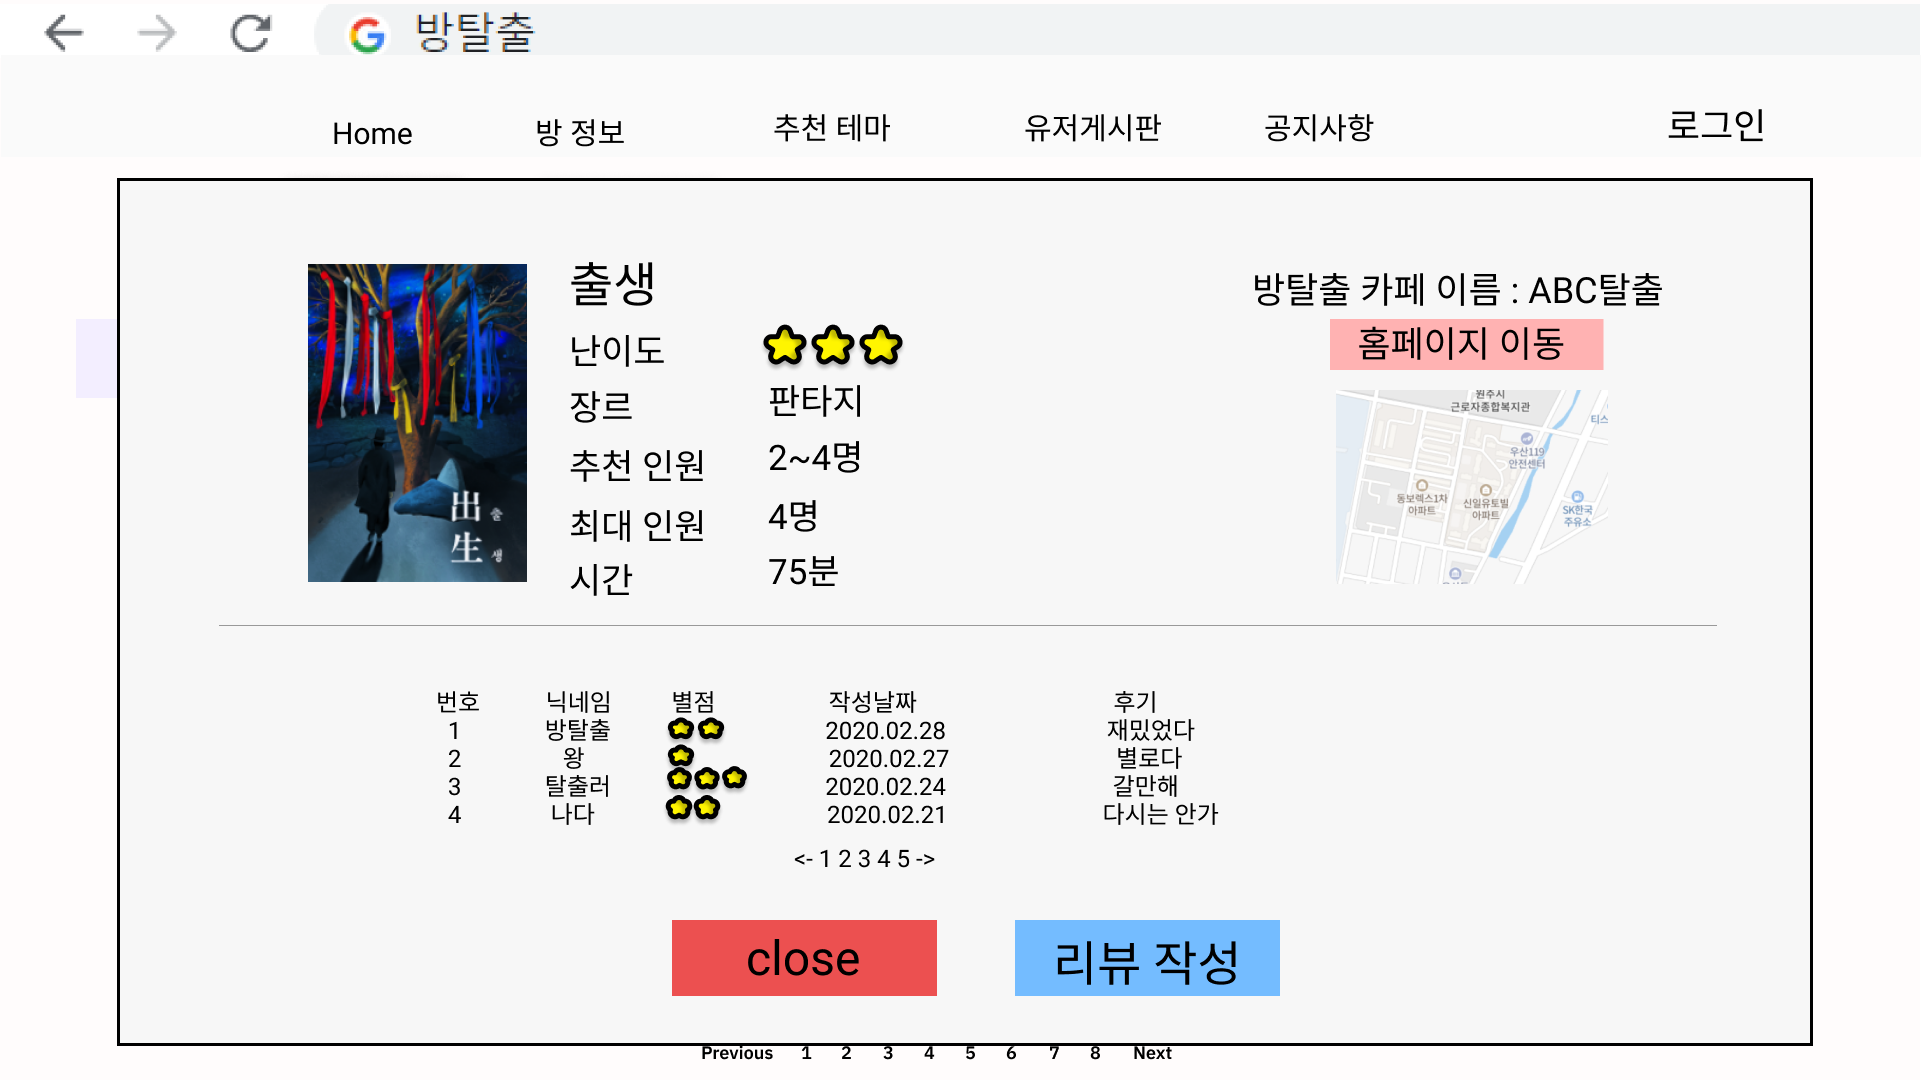 방탈출
Home 방 정보 추천 테마 유저게시판 공지사항 로그인
출생
난이도
장르 판타지
추천 인원 2~4명
최대 인원 4명
시간 75분
出 출
生 생
방탈출 카페 이름 : ABC탈출
홈페이지 이동
원주시
근로자종합복지관
티스
우산119
안전센터
동보렉스1차
아파트
신일유토빌
아파트
SK한국
주유소
번호 닉네임 별점 작성날짜 후기
1 방탈출 2020.02.28 재밌었다
2 왕 2020.02.27 별로다
3 탈출러 2020.02.24 갈만해
4 나다 2020.02.21 다시는 안가
<- 1 2 3 4 5 ->
close 리뷰 작성
Previous 1 2 3 4 5 6 7 8 Next